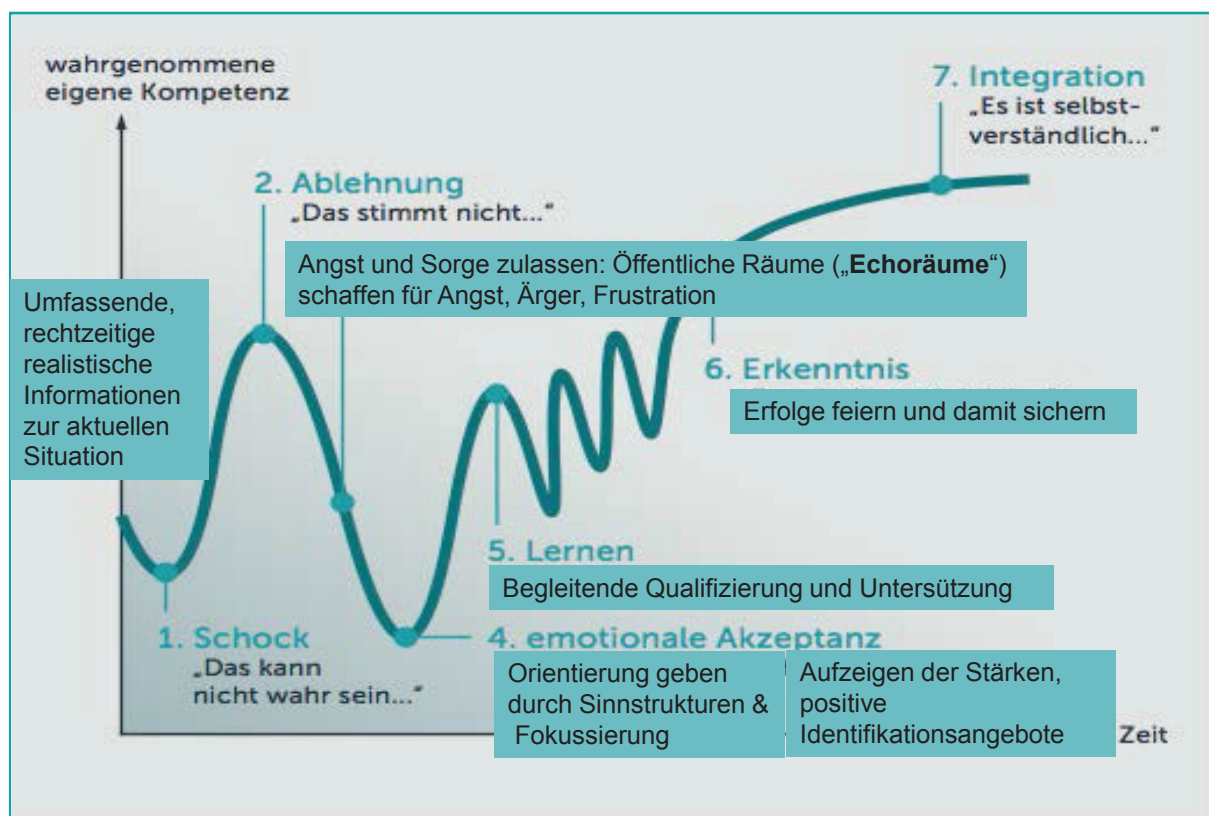 wahrgenommene
eigene Kompetenz
7. Integration
„Es ist selbst-
verständlich...“
2. Ablehnung
„Das stimmt nicht...“
Angst und Sorge zulassen: Öffentliche Räume („Echoräume“)
schaffen für Angst, Ärger, Frustration
Umfassende,
rechtzeitige
realistische
Informationen
zur aktuellen
Situation
6. Erkenntnis
Erfolge feiern und damit sichern
5. Lernen
Begleitende Qualifizierung und Untersützung
1. Schock
„Das kann
nicht wahr sein...“
4. emotionale Akzeptanz
Orientierung geben
durch Sinnstrukturen &
Fokussierung
Aufzeigen der Stärken,
positive
Identifikationsangebote
Zeit